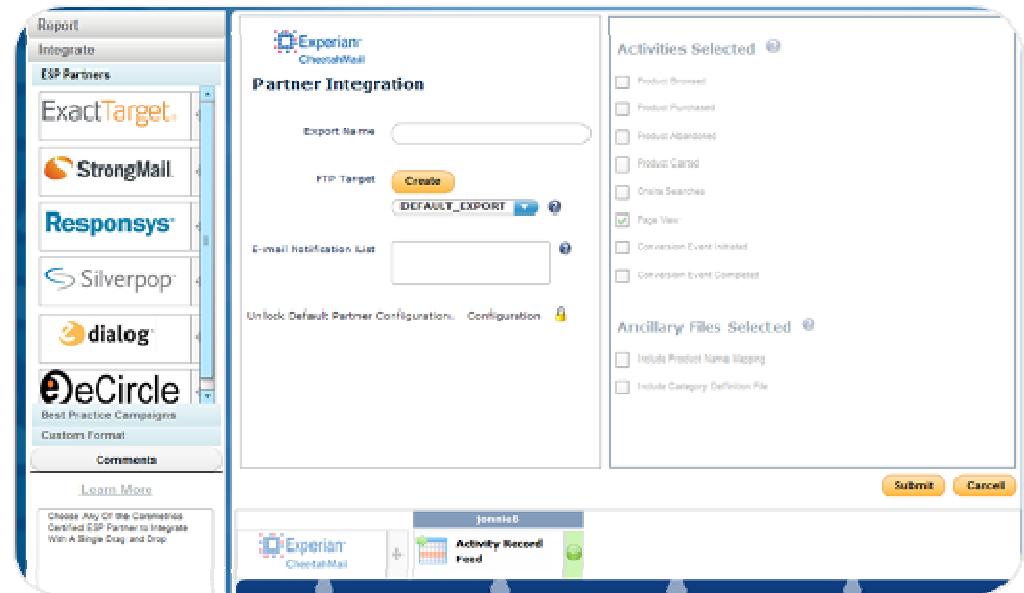 Report
Integrate
ESP Partners
ExactTarget.
StrongMail
Responsys
Silverpop
dialog
eCircle
Best Practice Campaigns
Custom Format
Comments
Learn More
Choose Any Of the Coremetrics
Certified ESP Partner to Integrate
With A Single Drag and Drop
Experian
CheetahMail
Partner Integration
Export Name
FTP Target
Create
DEFAULT_EXPORT
E-mail Notification List
Unlock Default Partner Configuration. Configuration
Activities Selected
Product Browsed
Product Purchased
Product Abandoned
Product Carted
Onsite Searches
Page View
Conversion Event Initiated
Conversion Event Completed
Ancillary Files Selected
Include Product Name Mapping
Include Category Definition File
Submit Cancel
Experian
CheetahMail
jonnie8
Activity Record
Feed